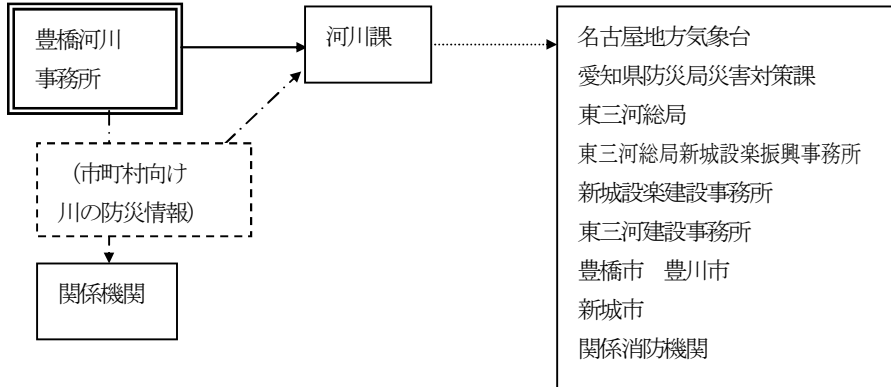 豊橋河川
事務所
河川課
(市町村向け
川の防災情報)
関係機関
名古屋地方気象台
愛知県防災局災害対策課
東三河総局
東三河総局新城設楽振興事務所
新城設楽建設事務所
東三河建設事務所
豊橋市　豊川市
新城市
関係消防機関